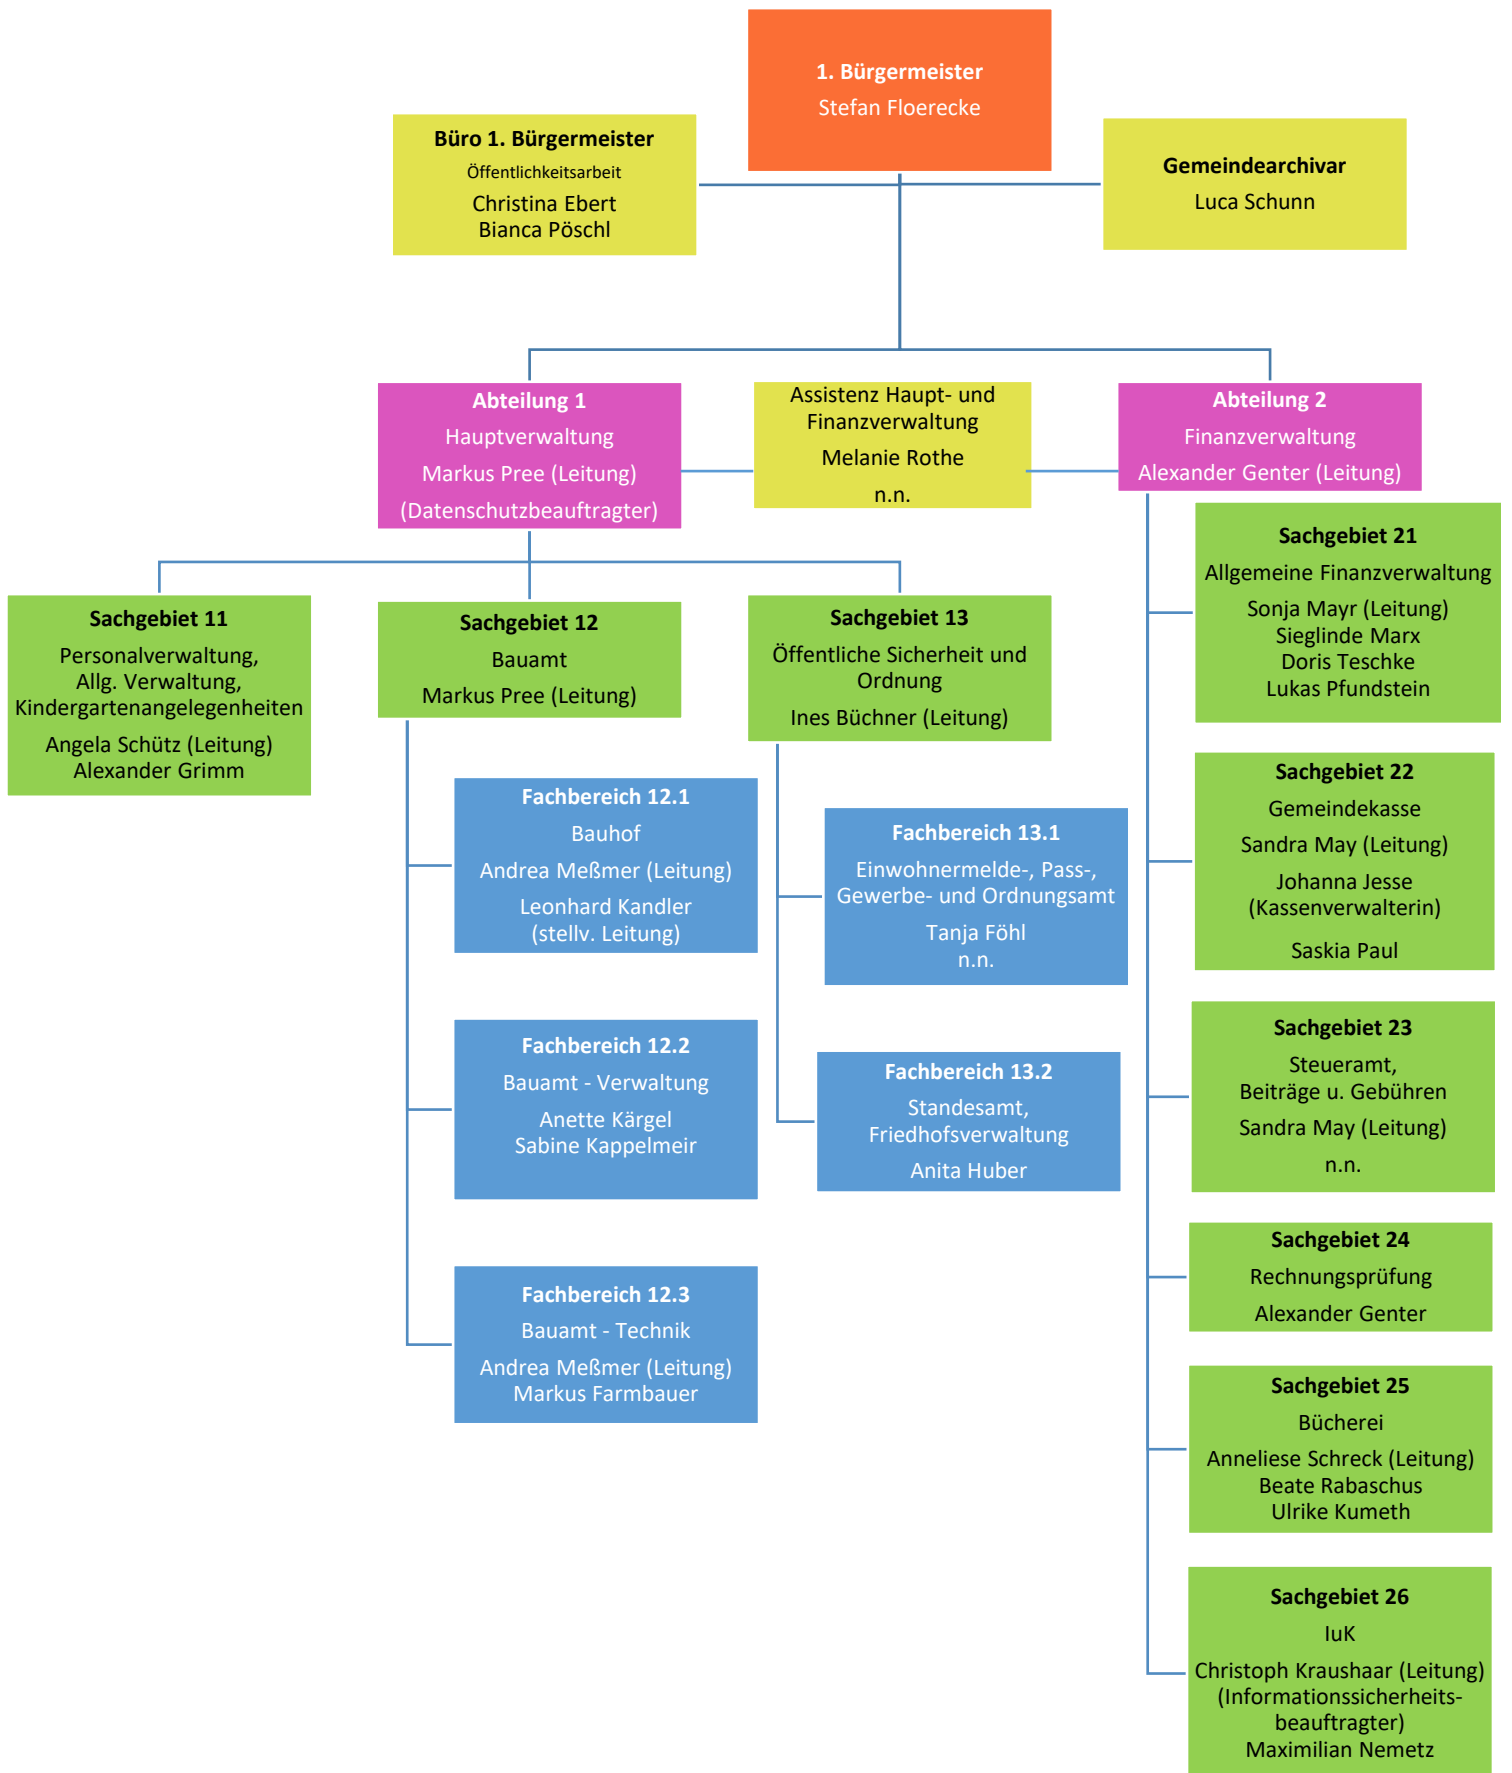 1. Bürgermeister
Stefan Floerecke
Büro 1. Bürgermeister
Öffentlichkeitsarbeit
Christina Ebert
Bianca Pöschl
Gemeindearchivar
Luca Schunn
Abteilung 1
Hauptverwaltung
Markus Pree (Leitung)
(Datenschutzbeauftragter)
Assistenz Haupt- und
Finanzverwaltung
Melanie Rothe
n.n.
Abteilung 2
Finanzverwaltung
Alexander Genter (Leitung)
Sachgebiet 11
Personalverwaltung,
Allg. Verwaltung,
Kindergartenangelegenheiten
Angela Schütz (Leitung)
Alexander Grimm
Sachgebiet 12
Bauamt
Markus Pree (Leitung)
Fachbereich 12.1
Bauhof
Andrea Meßmer (Leitung)
Leonhard Kandler
(stellv. Leitung)
Fachbereich 12.2
Bauamt - Verwaltung
Anette Kärgel
Sabine Kappelmeir
Fachbereich 12.3
Bauamt - Technik
Andrea Meßmer (Leitung)
Markus Farmbauer
Sachgebiet 13
Öffentliche Sicherheit und
Ordnung
Ines Büchner (Leitung)
Fachbereich 13.1
Einwohnermelde-, Pass-,
Gewerbe- und Ordnungsamt
Tanja Föhl
n.n.
Fachbereich 13.2
Standesamt,
Friedhofsverwaltung
Anita Huber
Sachgebiet 21
Allgemeine Finanzverwaltung
Sonja Mayr (Leitung)
Sieglinde Marx
Doris Teschke
Lukas Pfundstein
Sachgebiet 22
Gemeindekasse
Sandra May (Leitung)
Johanna Jesse
(Kassenverwalterin)
Saskia Paul
Sachgebiet 23
Steueramt,
Beiträge u. Gebühren
Sandra May (Leitung)
n.n.
Sachgebiet 24
Rechnungsprüfung
Alexander Genter
Sachgebiet 25
Bücherei
Anneliese Schreck (Leitung)
Beate Rabaschus
Ulrike Kumeth
Sachgebiet 26
IuK
Christoph Kraushaar (Leitung)
(Informationssicherheits-
beauftragter)
Maximilian Nemetz